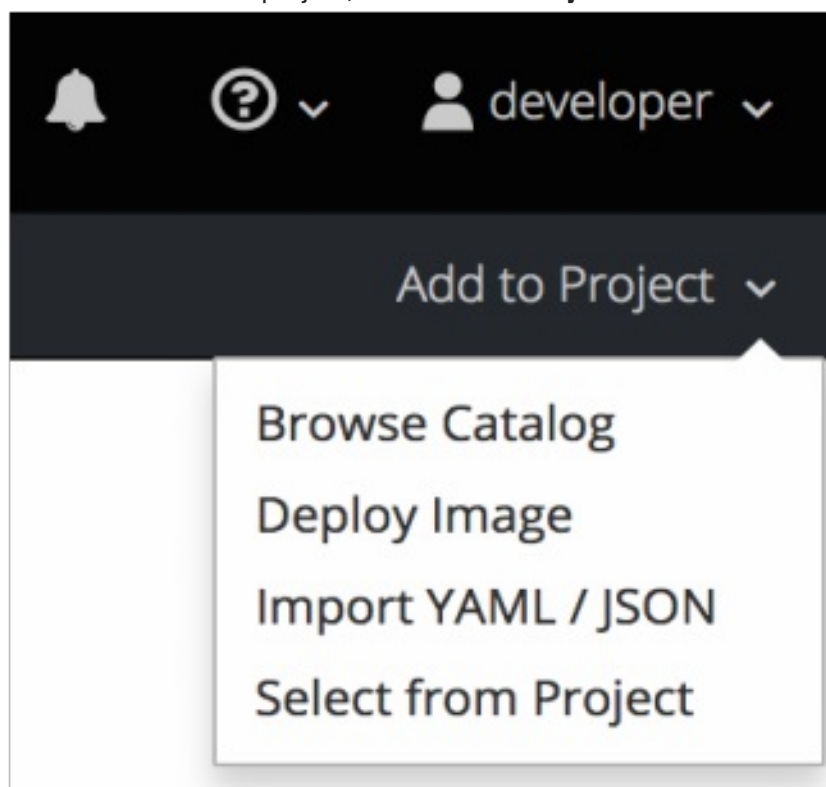 developer
Add to Project
Browse Catalog
Deploy Image
Import YAML / JSON
Select from Project